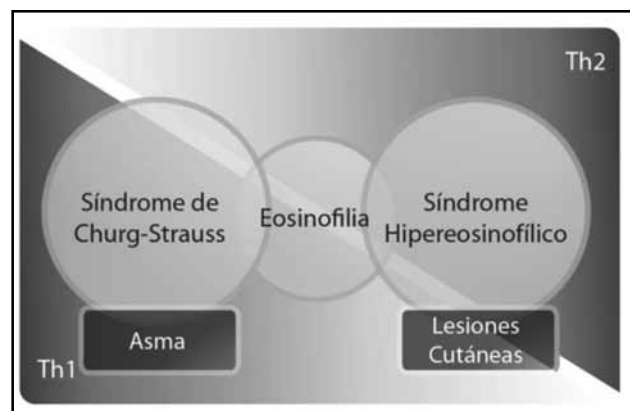 Th2
Síndrome de
Churg-Strauss
Eosinofilia
Síndrome
Hipereosinofílico
Asma
Lesiones
Cutáneas
Th1